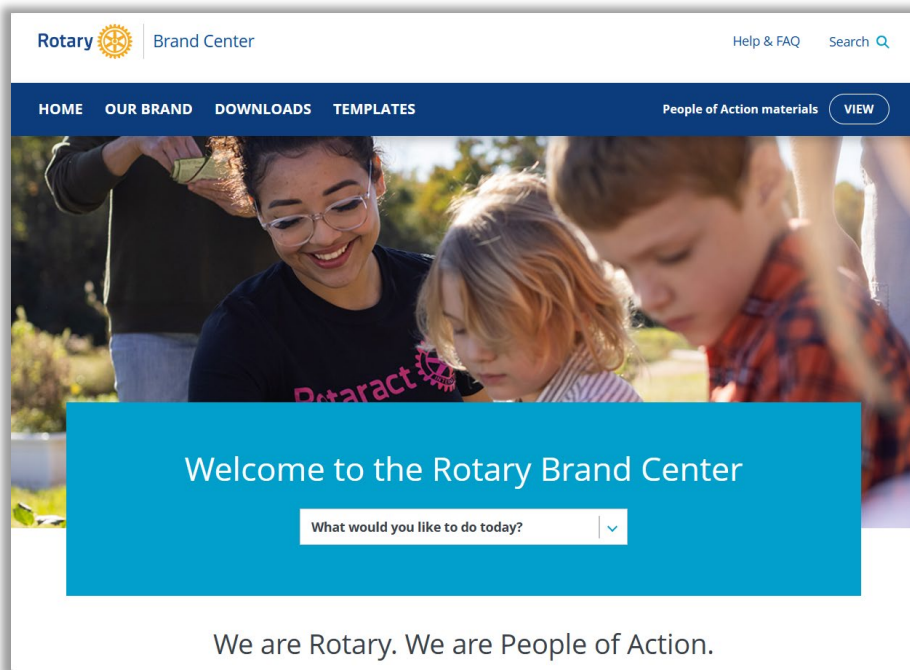 Rotary
Brand Center
Help & FAQ
Search
HOME
OUR BRAND
DOWNLOADS
TEMPLATES
People of Action materials
VIEW
Rotaract
Welcome to the Rotary Brand Center
What would you like to do today?
We are Rotary. We are People of Action.